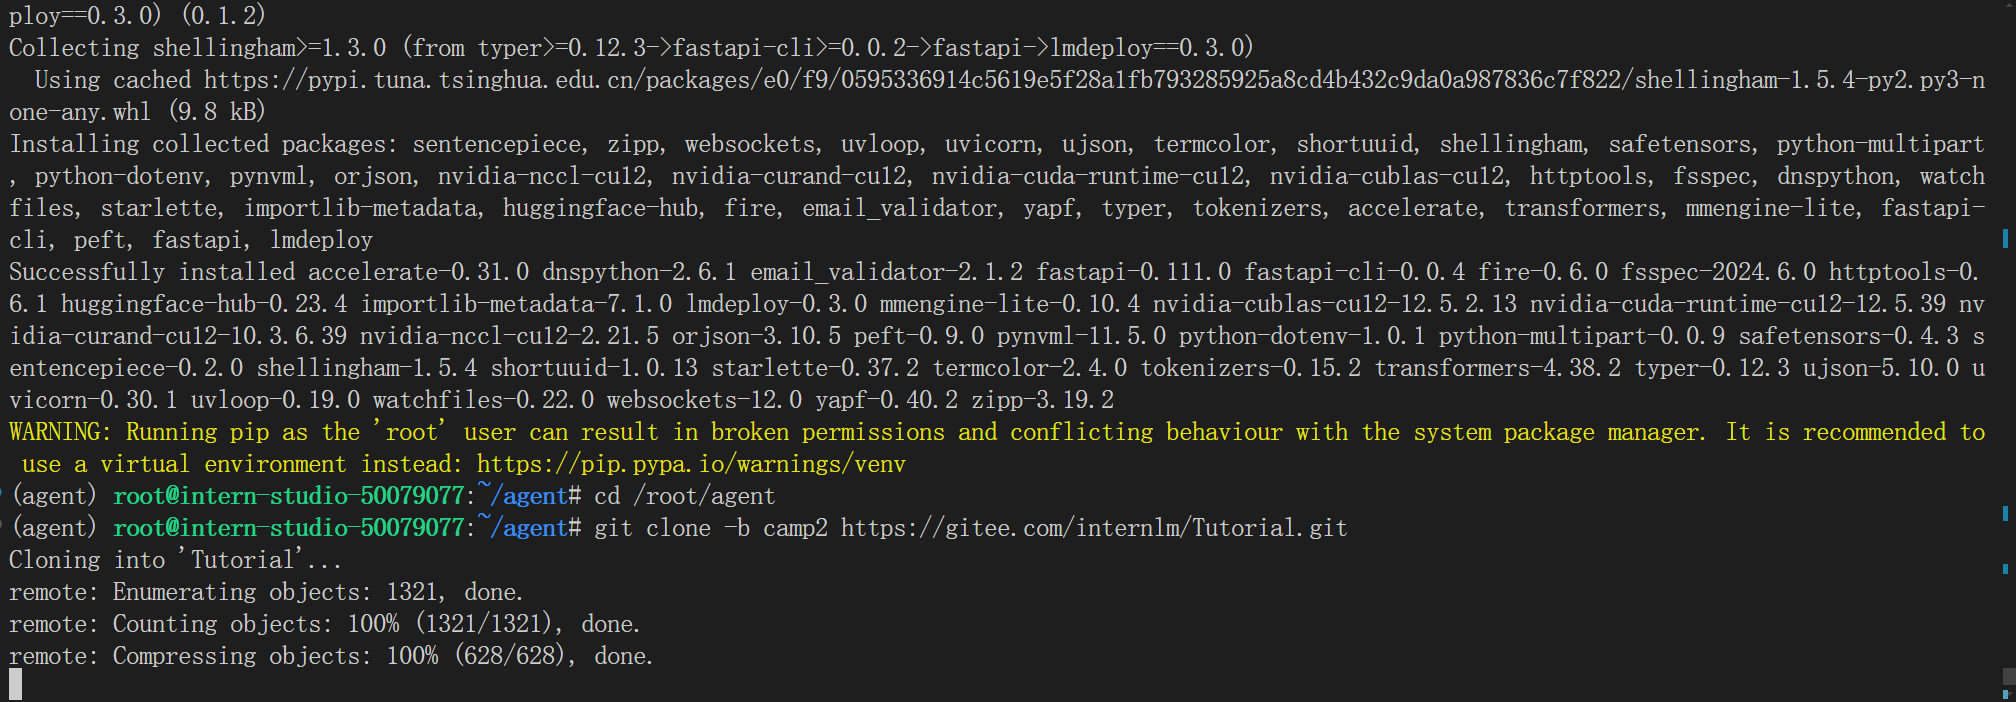 ploy==0.3.0) (0.1.2)
Collecting shellingham>=1.3.0 (from typer>=0.12.3->fastapi-cli>=0.0.2->fastapi->lmdeploy==0.3.0)
  Using cached https://pypi.tuna.tsinghua.edu.cn/packages/e0/f9/0595336914c5619e5f28a1fb793285925a8cd4b432c9da0a987836c7f822/shellingham-1.5.4-py2.py3-n
one-any.whl (9.8 kB)
Installing collected packages: sentencepiece, zipp, websockets, uvloop, uvicorn, ujson, termcolor, shortuuid, shellingham, safetensors, python-multipart
, python-dotenv, pynvml, orjson, nvidia-nccl-cu12, nvidia-curand-cu12, nvidia-cuda-runtime-cu12, nvidia-cublas-cu12, httptools, fsspec, dnspython, watch
files, starlette, importlib-metadata, huggingface-hub, fire, email_validator, yapf, typer, tokenizers, accelerate, transformers, mmengine-lite, fastapi-
cli, peft, fastapi, lmdeploy
Successfully installed accelerate-0.31.0 dnspython-2.6.1 email_validator-2.1.2 fastapi-0.111.0 fastapi-cli-0.0.4 fire-0.6.0 fsspec-2024.6.0 httptools-0.
6.1 huggingface-hub-0.23.4 importlib-metadata-7.1.0 lmdeploy-0.3.0 mmengine-lite-0.10.4 nvidia-cublas-cu12-12.5.2.13 nvidia-cuda-runtime-cu12-12.5.39 nv
idia-curand-cu12-10.3.6.39 nvidia-nccl-cu12-2.21.5 orjson-3.10.5 peft-0.9.0 pynvml-11.5.0 python-dotenv-1.0.1 python-multipart-0.0.9 safetensors-0.4.3 s
entencepiece-0.2.0 shellingham-1.5.4 shortuuid-1.0.13 starlette-0.37.2 termcolor-2.4.0 tokenizers-0.15.2 transformers-4.38.2 typer-0.12.3 ujson-5.10.0 u
vicorn-0.30.1 uvloop-0.19.0 watchfiles-0.22.0 websockets-12.0 yapf-0.40.2 zipp-3.19.2
WARNING: Running pip as the 'root' user can result in broken permissions and conflicting behaviour with the system package manager. It is recommended to
 use a virtual environment instead: https://pip.pypa.io/warnings/venv
(agent) root@intern-studio-50079077:~/agent# cd /root/agent
(agent) root@intern-studio-50079077:~/agent# git clone -b camp2 https://gitee.com/internlm/Tutorial.git
Cloning into 'Tutorial'...
remote: Enumerating objects: 1321, done.
remote: Counting objects: 100% (1321/1321), done.
remote: Compressing objects: 100% (628/628), done.